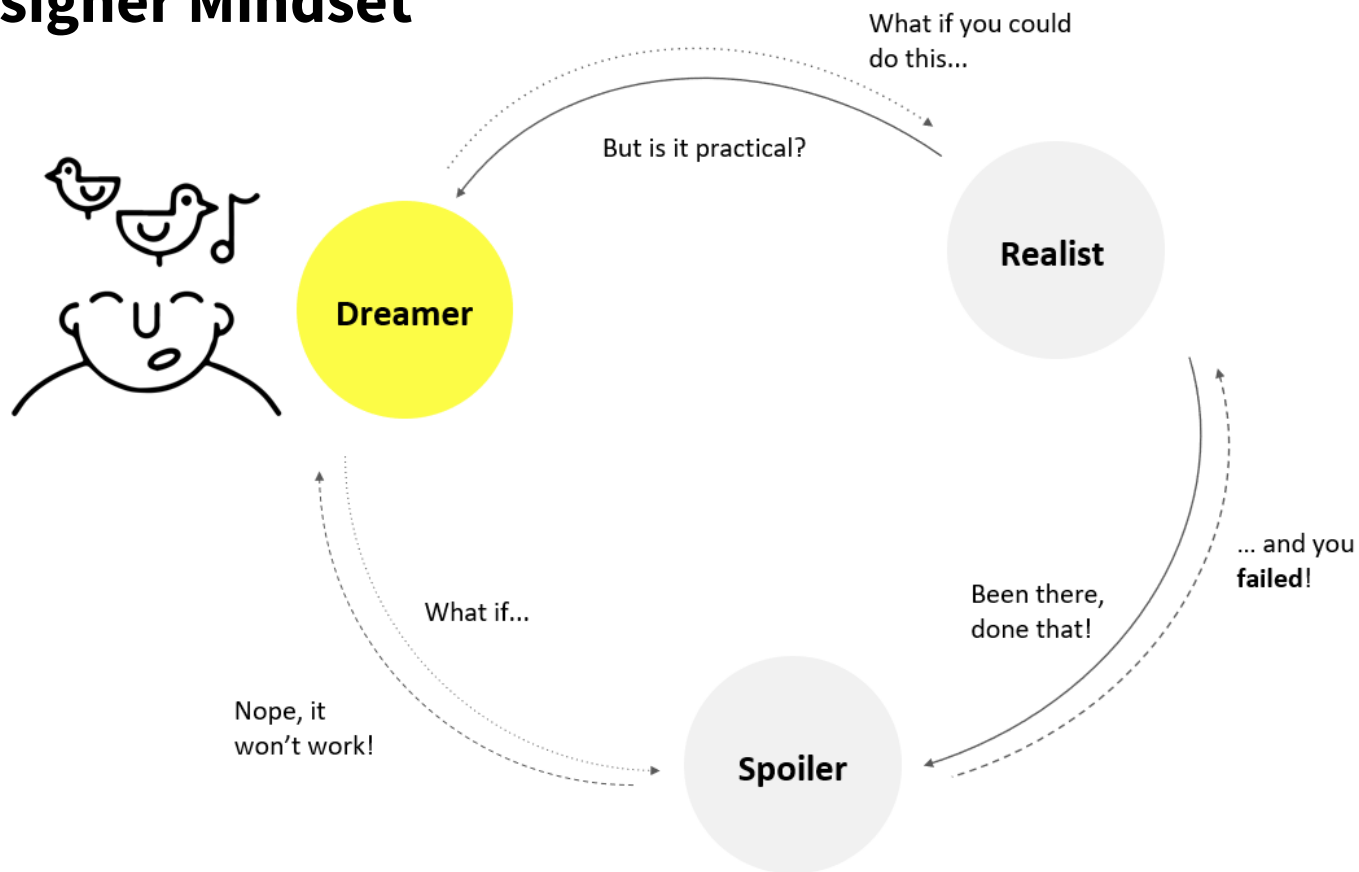 signer Mindset
What if you could
do this...
But is it practical?
Realist
Dreamer
... and you
failed!
Been there,
done that!
What if...
Nope, it
won’t work!
Spoiler